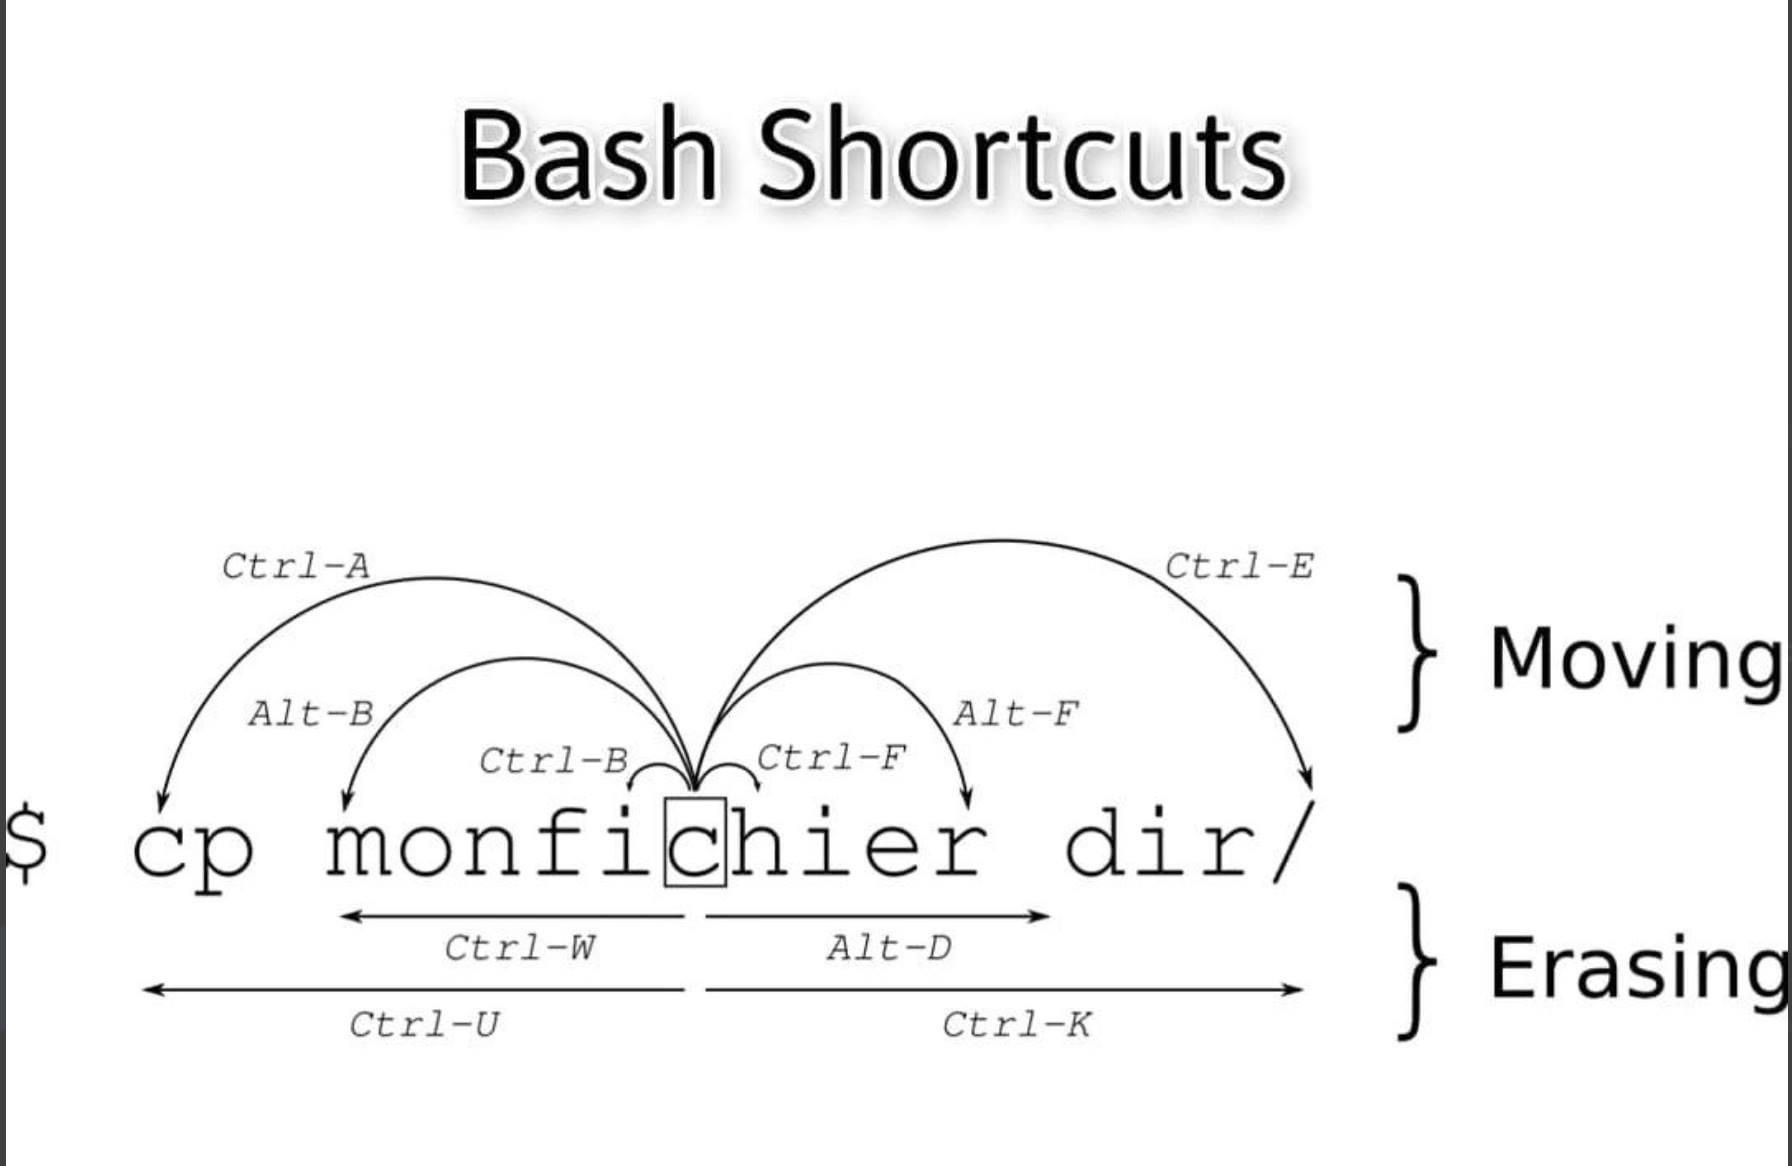 Bash Shortcuts
Ctrl-A
Ctrl-E
Moving
Alt-B
Alt-F
Ctrl-B
Ctrl-F
$ cp monfichier dir/
Ctrl-W
Alt-D
Erasing
Ctrl-U
Ctrl-K